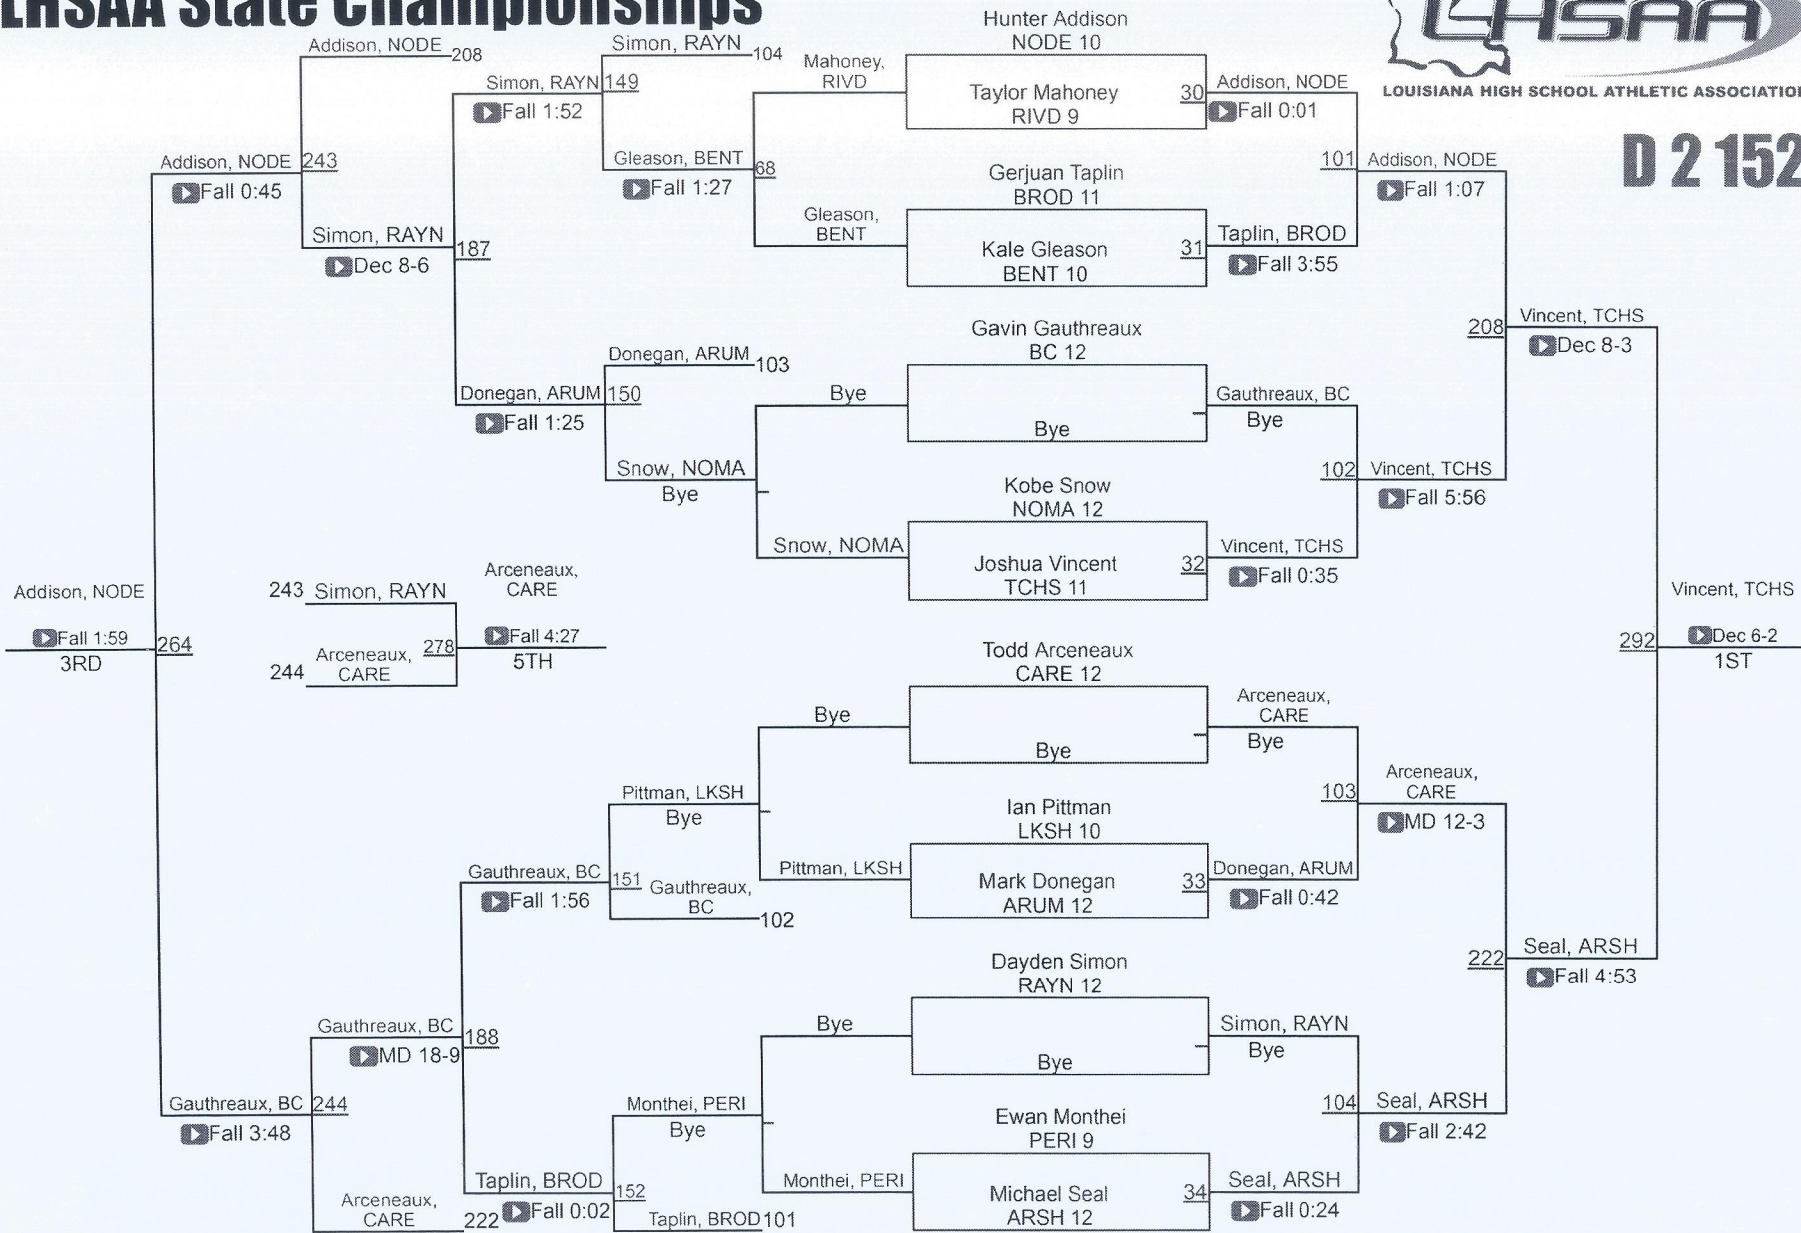 LHSAA State Championships
LHSAA
LOUISIANA HIGH SCHOOL ATHLETIC ASSOCIATION
D 2 152
Addison, NODE
208
Addison, NODE
243
Fall 0:45
Simon, RAYN
187
Dec 8-6
Simon, RAYN
149
Fall 1:52
Simon, RAYN
104
Gleason, BENT
68
Fall 1:27
Mahoney,
RIVD
Gleason,
BENT
Donegan, ARUM
150
Fall 1:25
Donegan, ARUM
103
Snow, NOMA
Bye
Bye
Snow, NOMA
Hunter Addison
NODE 10
Taylor Mahoney
RIVD 9
30
Addison, NODE
Fall 0:01
Gerjuan Taplin
BROD 11
Kale Gleason
BENT 10
31
Taplin, BROD
Fall 3:55
101
Addison, NODE
Fall 1:07
Gavin Gauthreaux
BC 12
Bye
Gauthreaux, BC
Bye
Kobe Snow
NOMA 12
Joshua Vincent
TCHS 11
32
Vincent, TCHS
Fall 0:35
102
Vincent, TCHS
Fall 5:56
208
Vincent, TCHS
Dec 8-3
Addison, NODE
Fall 1:59
3RD
264
243
Simon, RAYN
244
Arceneaux,
CARE
278
Arceneaux,
CARE
Fall 4:27
5TH
Vincent, TCHS
292
Dec 6-2
1ST
Todd Arceneaux
CARE 12
Bye
Arceneaux,
CARE
Bye
Ian Pittman
LKSH 10
Mark Donegan
ARUM 12
33
Donegan, ARUM
Fall 0:42
103
Arceneaux,
CARE
MD 12-3
Bye
Pittman, LKSH
Bye
Pittman, LKSH
Gauthreaux, BC
151
Fall 1:56
Gauthreaux,
BC
102
Dayden Simon
RAYN 12
Bye
Simon, RAYN
Bye
Ewan Monthei
PERI 9
Michael Seal
ARSH 12
34
Seal, ARSH
Fall 0:24
104
Seal, ARSH
Fall 2:42
222
Seal, ARSH
Fall 4:53
Bye
Monthei, PERI
Bye
Monthei, PERI
Gauthreaux, BC
188
MD 18-9
Gauthreaux, BC
244
Fall 3:48
Taplin, BROD
152
Fall 0:02
Taplin, BROD
101
Arceneaux,
CARE
222